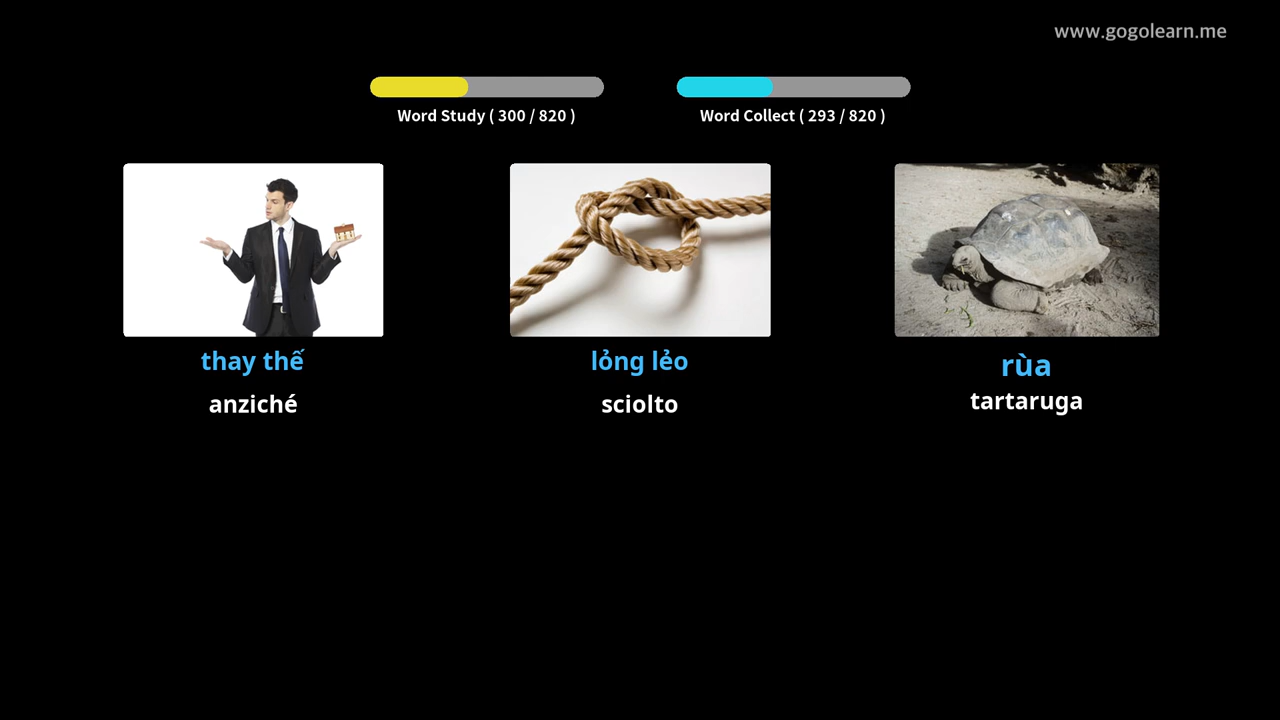 www.gogolearn.me
Word Study ( 300 / 820 )
Word Collect ( 293 / 820 )
thay thế
lỏng lẻo
rùa
anziché
sciolto
tartaruga